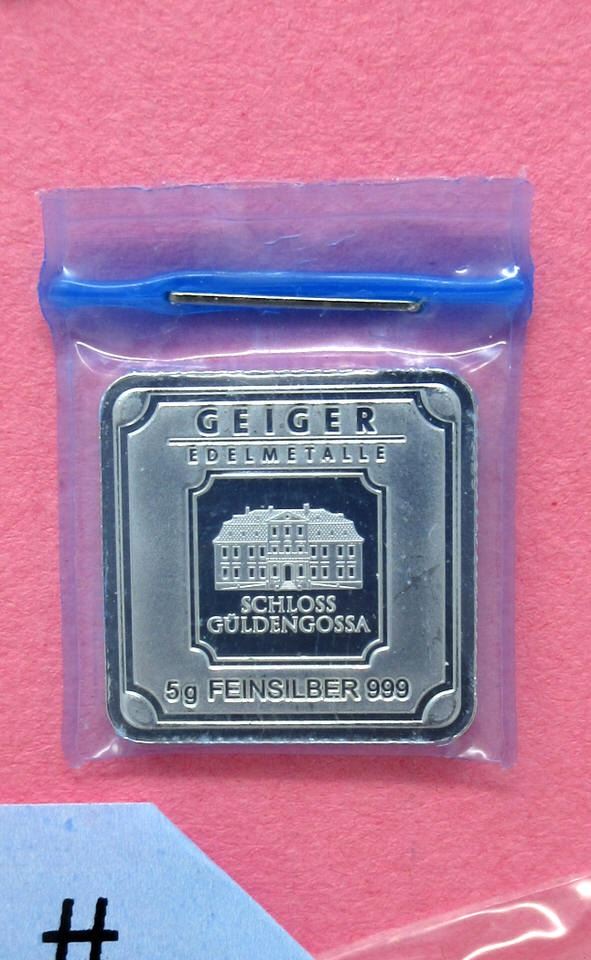 GEIGER
EDELMETALLE
SCHLOSS
GÜLDENGOSSA
5g FEINSILBER 999
#